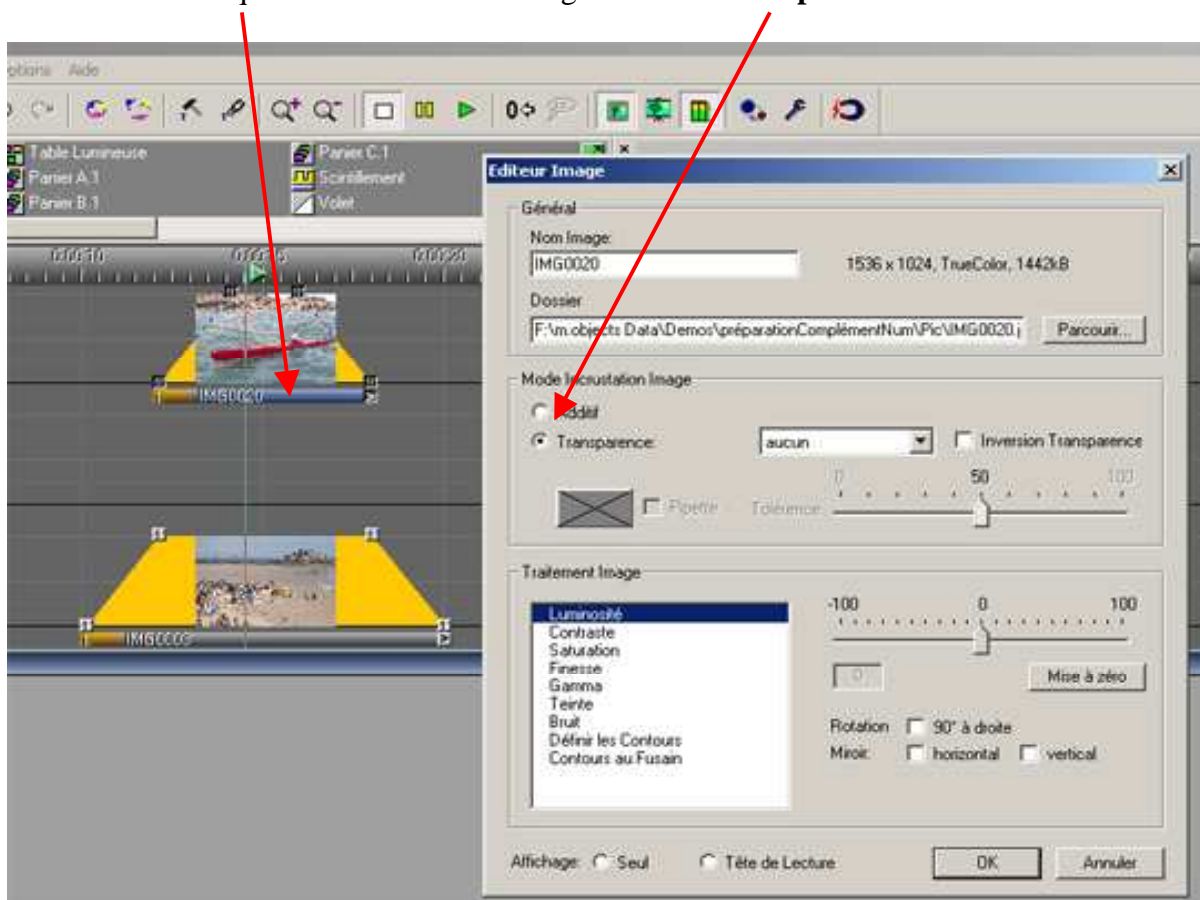 Aide
0
Table Lumineuse Panier C.1
Panier A.1 Scintillement
Panier B.1 Volet
Editeur Image
Général
Nom Image:
IMG0020 1536 x 1024, TrueColor, 1442kB
Dossier
F:\m.objects Data\Demos\préparationComplémentNum\Pic\IMG0020.j Parcourir...
Mode Incrustation Image
Additif
Transparence: aucun Inversion Transparence
0 50 100
Pipette Tolérence
IMG0020
Traitement Image
Luminosité
Contraste
Saturation
Finesse
Gamma
Teinte
Bruit
Définir les Contours
Contours au Fusain
-100 0 100
0 Mise à zéro
Rotation 90° à droite
Miroir: horizontal vertical
Affichage: Seul Tête de Lecture OK Annuler